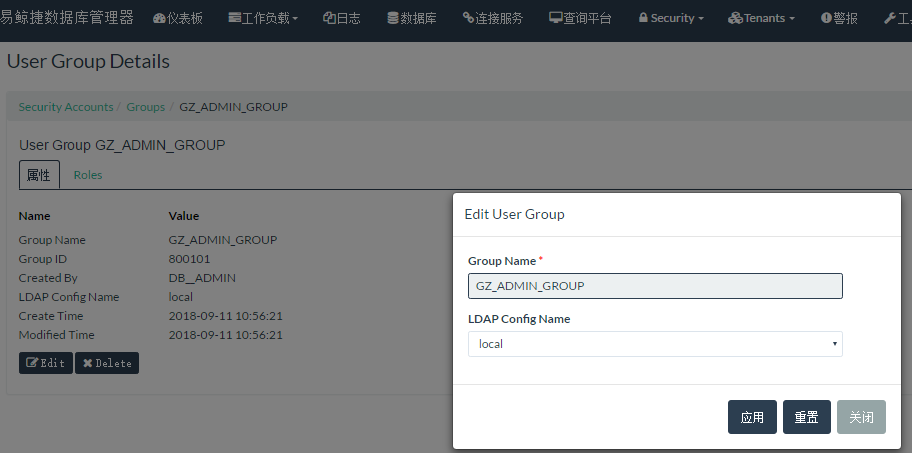 易鲸捷数据库管理器 仪表板 工作负载 日志 数据库 连接服务 查询平台 Security Tenants 警报
User Group Details
Security Accounts / Groups / GZ_ADMIN_GROUP
User Group GZ_ADMIN_GROUP
属性 Roles
Name Value
Group Name GZ_ADMIN_GROUP
Group ID 800101
Created By DB__ADMIN
LDAP Config Name local
Create Time 2018-09-11 10:56:21
Modified Time 2018-09-11 10:56:21
Edit Delete
Edit User Group
Group Name *
GZ_ADMIN_GROUP
LDAP Config Name
local
应用 重置 关闭